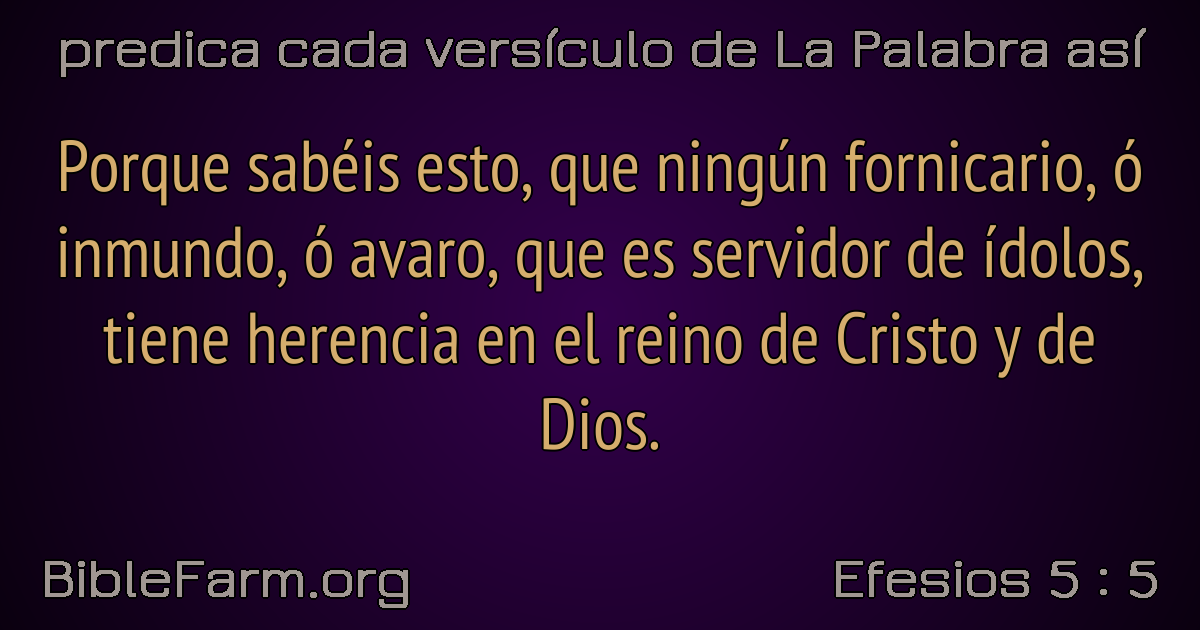 predica cada versículo de La Palabra así
Porque sabéis esto, que ningún fornicario, ó
inmundo, ó avaro, que es servidor de ídolos,
tiene herencia en el reino de Cristo y de
Dios.
BibleFarm.org
Efesios 5 : 5